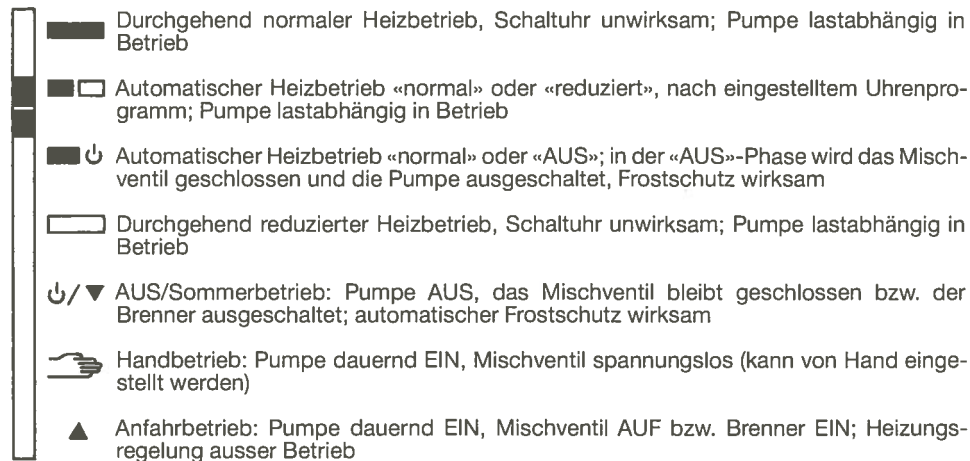 Durchgehend normaler Heizbetrieb, Schaltuhr unwirksam; Pumpe lastabhängig in
Betrieb
Automatischer Heizbetrieb «normal» oder «reduziert», nach eingestelltem Uhrenpro-
gramm; Pumpe lastabhängig in Betrieb
Automatischer Heizbetrieb «normal» oder «AUS»; in der «AUS»-Phase wird das Misch-
ventil geschlossen und die Pumpe ausgeschaltet, Frostschutz wirksam
Durchgehend reduzierter Heizbetrieb, Schaltuhr unwirksam; Pumpe lastabhängig in
Betrieb
AUS/Sommerbetrieb: Pumpe AUS, das Mischventil bleibt geschlossen bzw. der
Brenner ausgeschaltet; automatischer Frostschutz wirksam
Handbetrieb: Pumpe dauernd EIN, Mischventil spannungslos (kann von Hand einge-
stellt werden)
Anfahrbetrieb: Pumpe dauernd EIN, Mischventil AUF bzw. Brenner EIN; Heizungs-
regelung ausser Betrieb